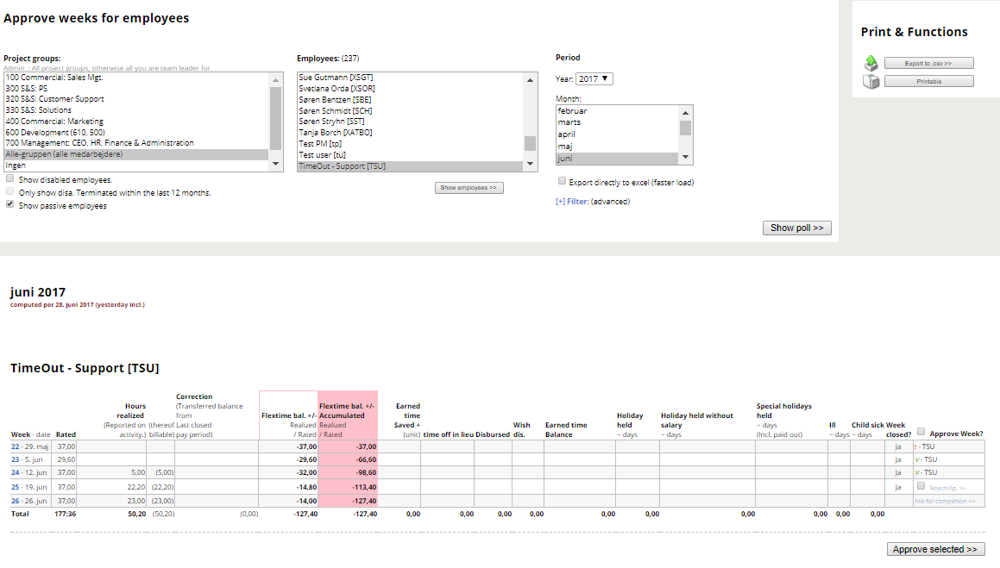 Approve weeks for employees
Print & Functions
Export to .csv >>
Printable
Project groups:
Admin .: All project groups, otherwise all you are team leader for.
100 Commercial: Sales Mgt.
300 S&S: PS
320 S&S: Customer Support
330 S&S: Solutions
400 Commercial: Marketing
600 Development (610, 500)
700 Management: CEO, HR, Finance & Administration
Alle-gruppen (alle medarbejdere)
Ingen
Show disabled employees.
Only show disa. Terminated within the last 12 months.
Show passive employees
Employees: (237)
Sue Gutmann [XSGT]
Svetlana Orda [XSOR]
Søren Bentzen [SBE]
Søren Schmidt [SCH]
Søren Stryhn [SST]
Tanja Borch [XATBO]
Test PM [tp]
Test user [tu]
TimeOut - Support [TSU]
Show employees >>
Period
Year: 2017
Month:
februar
marts
april
maj
juni
Export directly to excel (faster load)
[+] Filter: (advanced)
Show poll >>
juni 2017
computed per 28. juni 2017 (yesterday incl.)
TimeOut - Support [TSU]
Week - date
Rated
Hours
realized
(Reported on
activity.)
(thereof
billable)
Correction
(Transferred balance
from
Last closed
pay period)
Flextime bal. +/-
Realized
/ Rated
Flextime bal. +/-
Accumulated
Realized
/ Rated
Earned
time
Saved +
(unit)
time off in lieu
Disbursed
Wish
dis.
Earned time
Balance
Holiday
held
~ days
Holiday held without
salary
~ days
Special holidays
held
~ days
(Incl. paid out)
Ill
~ days
Child sick
~ days
Week
closed?
Approve Week?
22 - 29. maj 37,00 -37,00 -37,00 Ja ! - TSU
23 - 5. jun 29,60 -29,60 -66,60 Ja V - TSU
24 - 12. jun 37,00 5,00 (5,00) -32,00 -98,60 Ja V - TSU
25 - 19. jun 37,00 22,20 (22,20) -14,80 -113,40 Ja Reject/Ap. >>
26 - 26. jun 37,00 23,00 (23,00) -14,00 -127,40 Ask for completion >>
Total 177:36 50,20 (50,20) (0,00) -127,40 -127,40 0,00 0,00 0,00 0,00 0,00 0,00 0,00 0,00 0,00 0,00
Approve selected >>